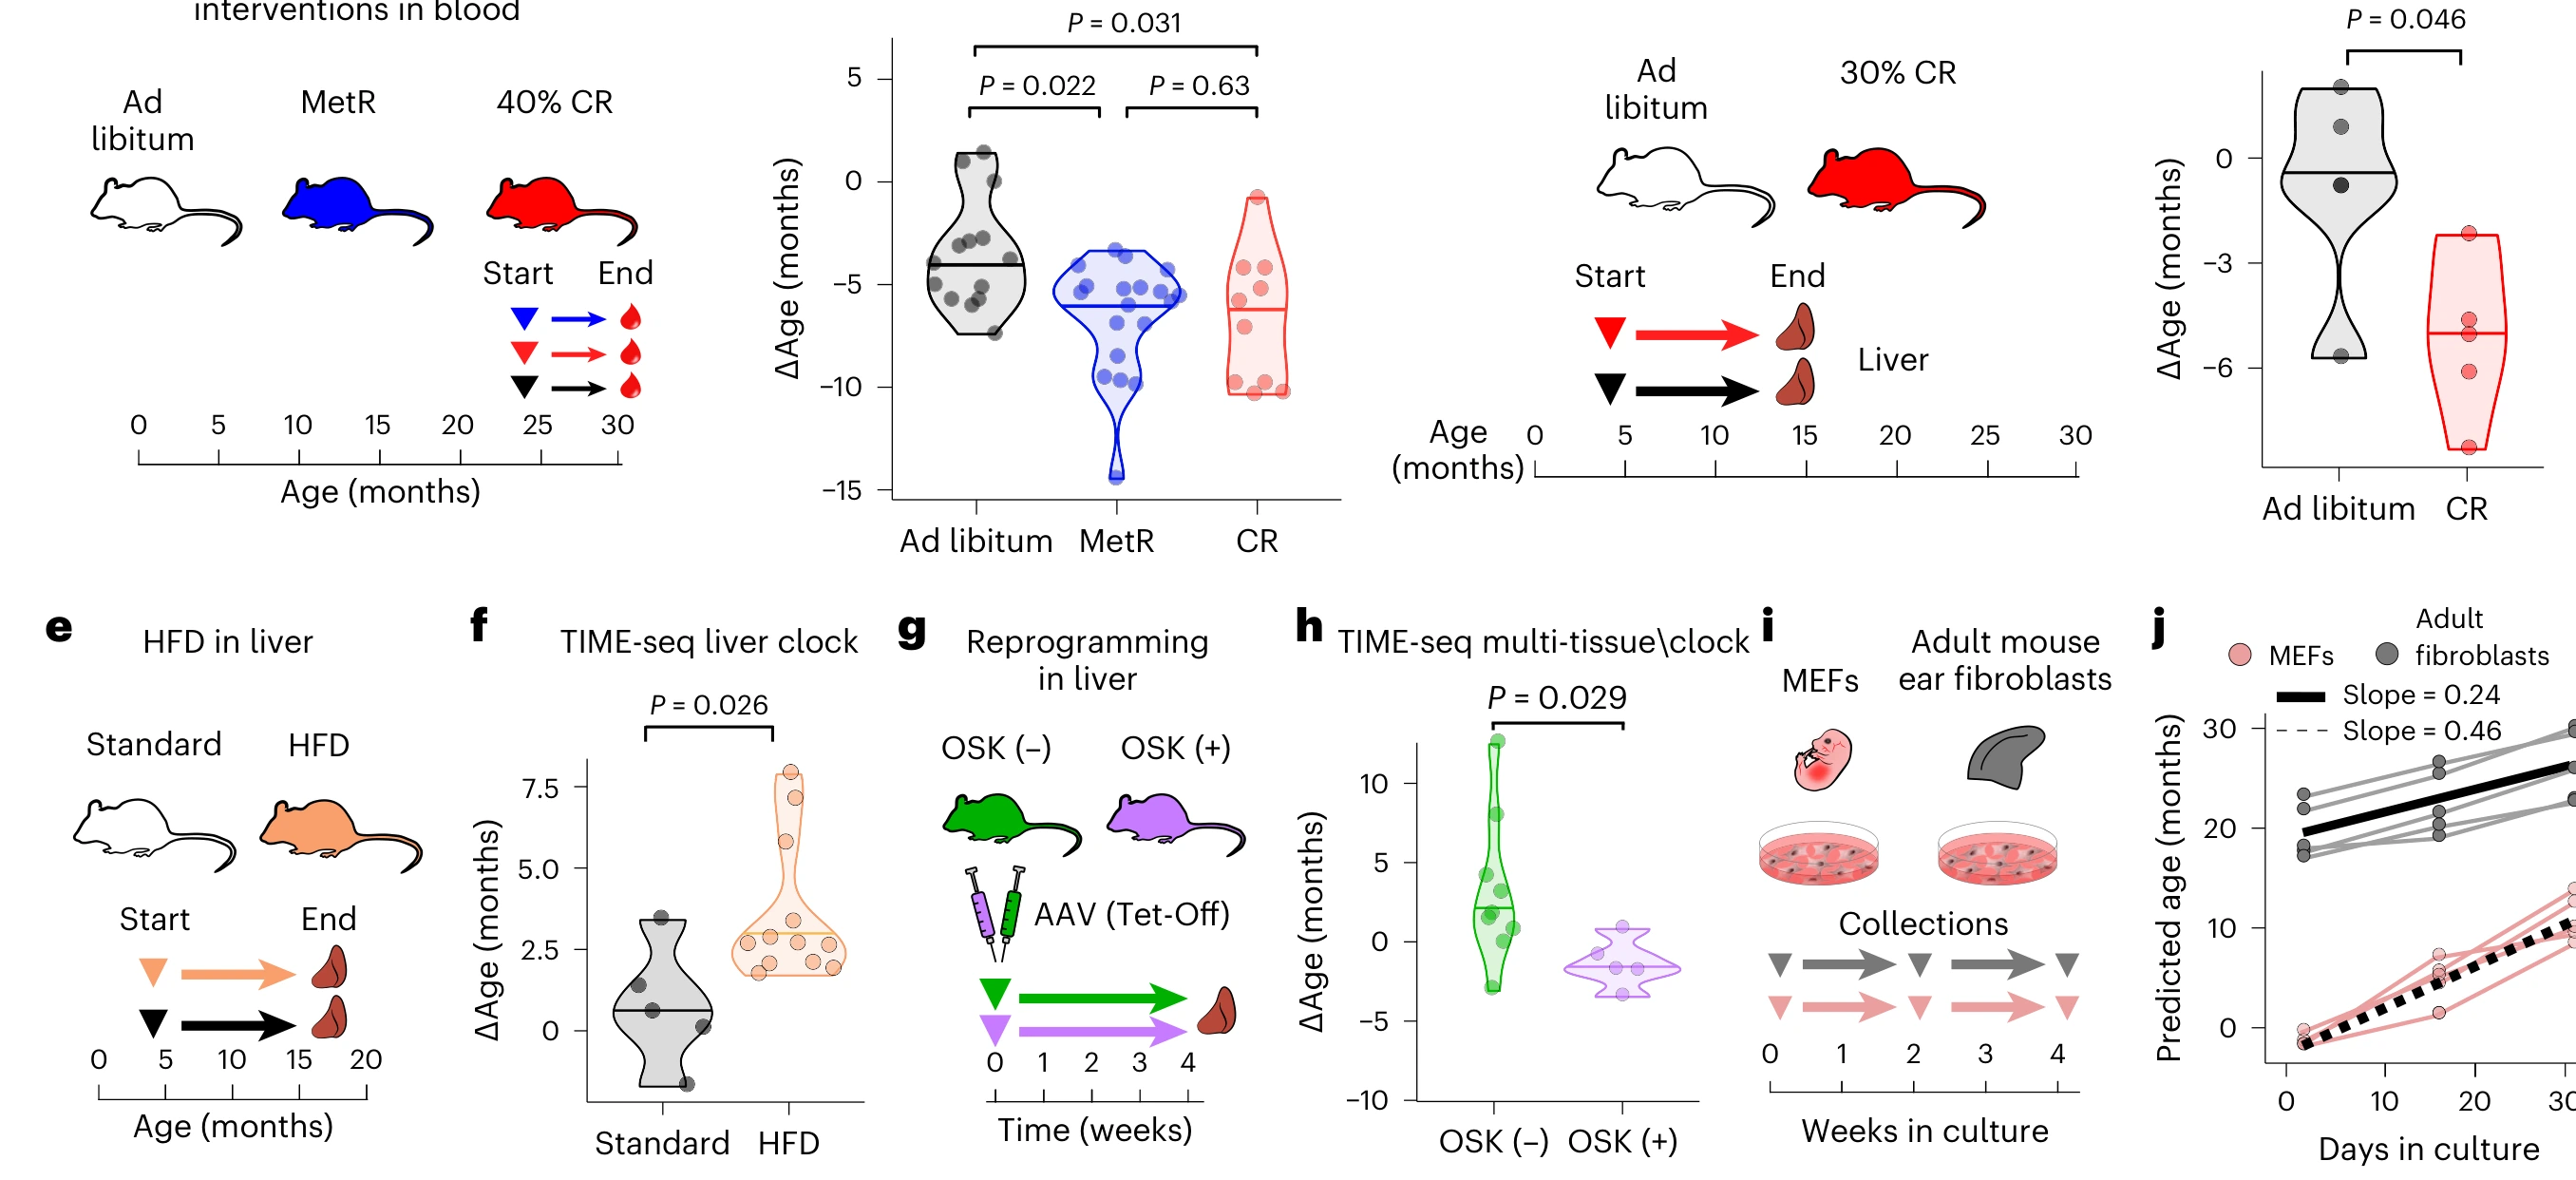 interventions in blood
Ad
libitum
MetR
40% CR
Start
End
0 5 10 15 20 25 30
Age (months)
P = 0.031
P = 0.022
P = 0.63
ΔAge (months)
5
0
−5
−10
−15
Ad libitum MetR CR
Ad
libitum
30% CR
Start
End
Liver
Age
(months)
0 5 10 15 20 25 30
P = 0.046
ΔAge (months)
0
−3
−6
Ad libitum CR
e
HFD in liver
Standard
HFD
Start
End
0 5 10 15 20
Age (months)
f
TIME-seq liver clock
P = 0.026
ΔAge (months)
7.5
5.0
2.5
0
Standard HFD
g
Reprogramming
in liver
OSK (−)
OSK (+)
AAV (Tet-Off)
0 1 2 3 4
Time (weeks)
h
TIME-seq multi-tissue\clock
P = 0.029
ΔAge (months)
10
5
0
−5
−10
OSK (−) OSK (+)
i
MEFs
Adult mouse
ear fibroblasts
Collections
0 1 2 3 4
Weeks in culture
j
MEFs
Adult
fibroblasts
Slope = 0.24
Slope = 0.46
Predicted age (months)
30
20
10
0
0 10 20 30
Days in culture